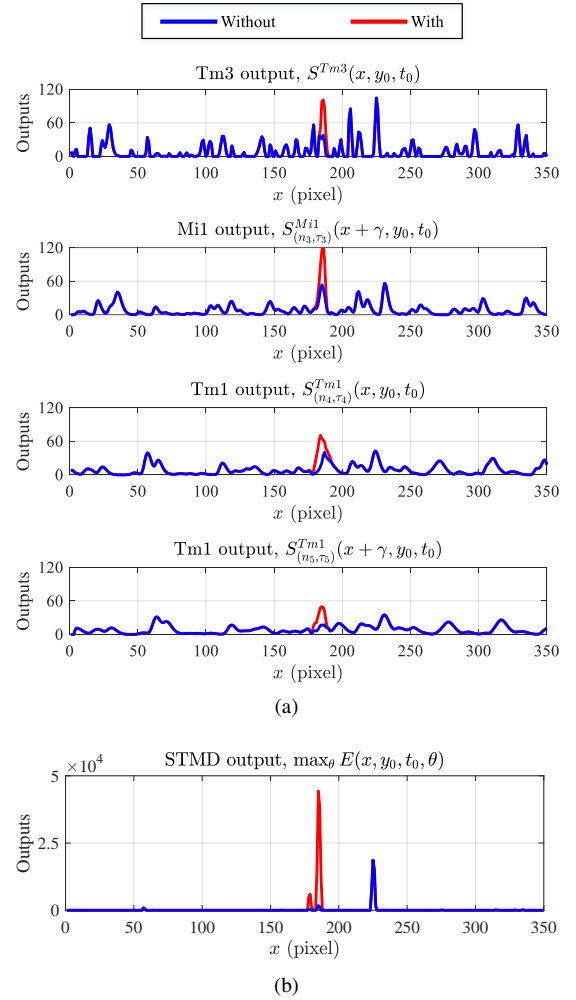 Without With
Tm3 output, S^{Tm3}(x, y_0, t_0)
Outputs
120
60
0
0 50 100 150 200 250 300 350
x (pixel)
Mi1 output, S^{Mi1}_{(n_3,τ_3)}(x + γ, y_0, t_0)
Outputs
120
60
0
0 50 100 150 200 250 300 350
x (pixel)
Tm1 output, S^{Tm1}_{(n_4,τ_4)}(x, y_0, t_0)
Outputs
120
60
0
0 50 100 150 200 250 300 350
x (pixel)
Tm1 output, S^{Tm1}_{(n_5,τ_5)}(x + γ, y_0, t_0)
Outputs
120
60
0
0 50 100 150 200 250 300 350
x (pixel)
(a)
STMD output, max_θ E(x, y_0, t_0, θ)
×10^4
Outputs
5
2.5
0
0 50 100 150 200 250 300 350
x (pixel)
(b)